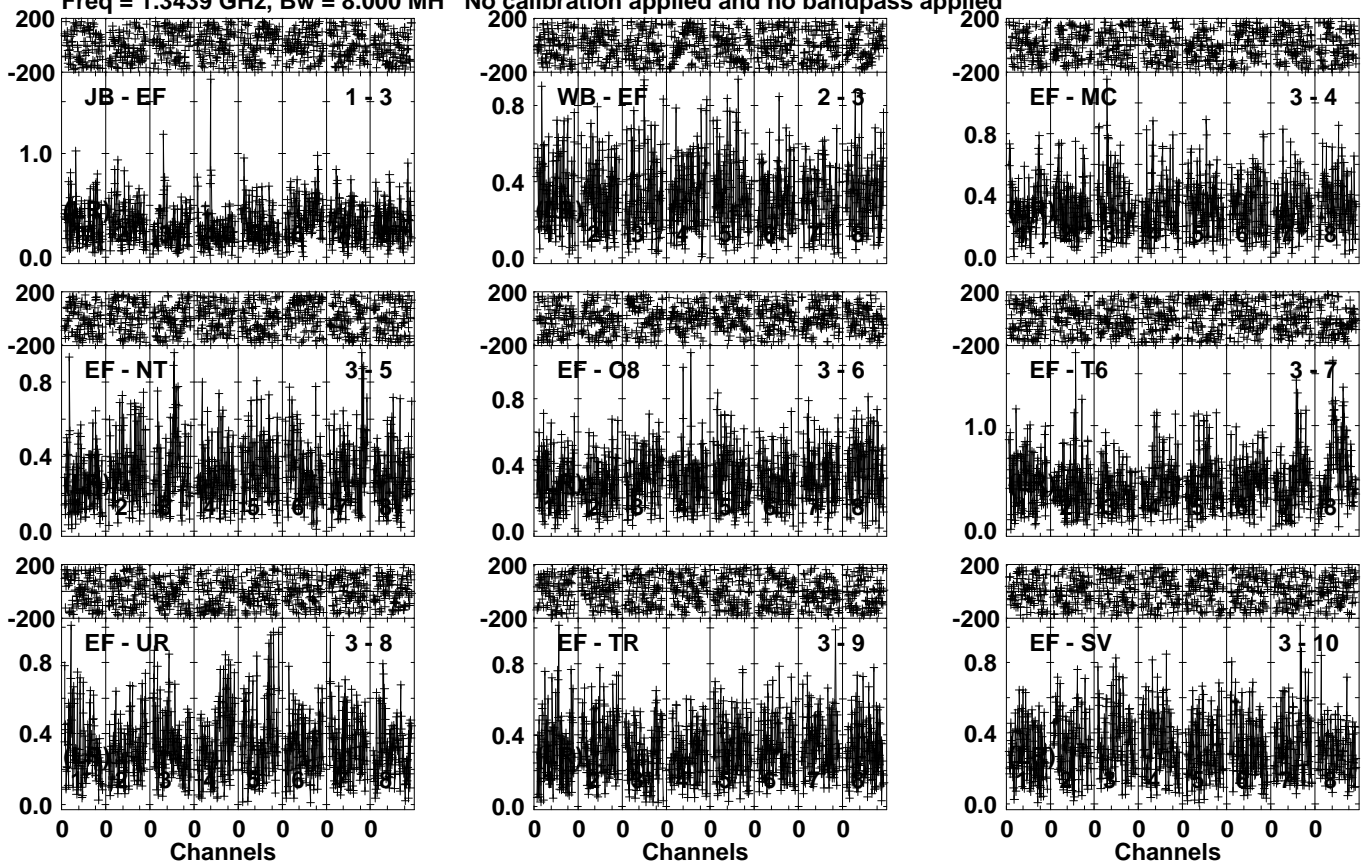 Freq = 1.3439 GHz, Bw = 8.000 MH No calibration applied and no bandpass applied
200 200 200
-200 -200 -200
JB - EF 1 - 3 WB - EF 2 - 3 EF - MC 3 - 4
1.0 0.8 0.8
0.4 0.4
0.0 0.0 0.0
200 200 200
-200 -200 -200
EF - NT 3 - 5 EF - O8 3 - 6 EF - T6 3 - 7
0.8 0.8 1.0
0.4 0.4
0.0 0.0 0.0
200 200 200
-200 -200 -200
EF - UR 3 - 8 EF - TR 3 - 9 EF - SV 3 - 10
0.8 0.8 0.8
0.4 0.4 0.4
0.0 0.0 0.0
0 0 0 0 0 0 0 0 0 0 0 0 0 0 0 0 0 0 0 0 0 0 0 0
Channels Channels Channels